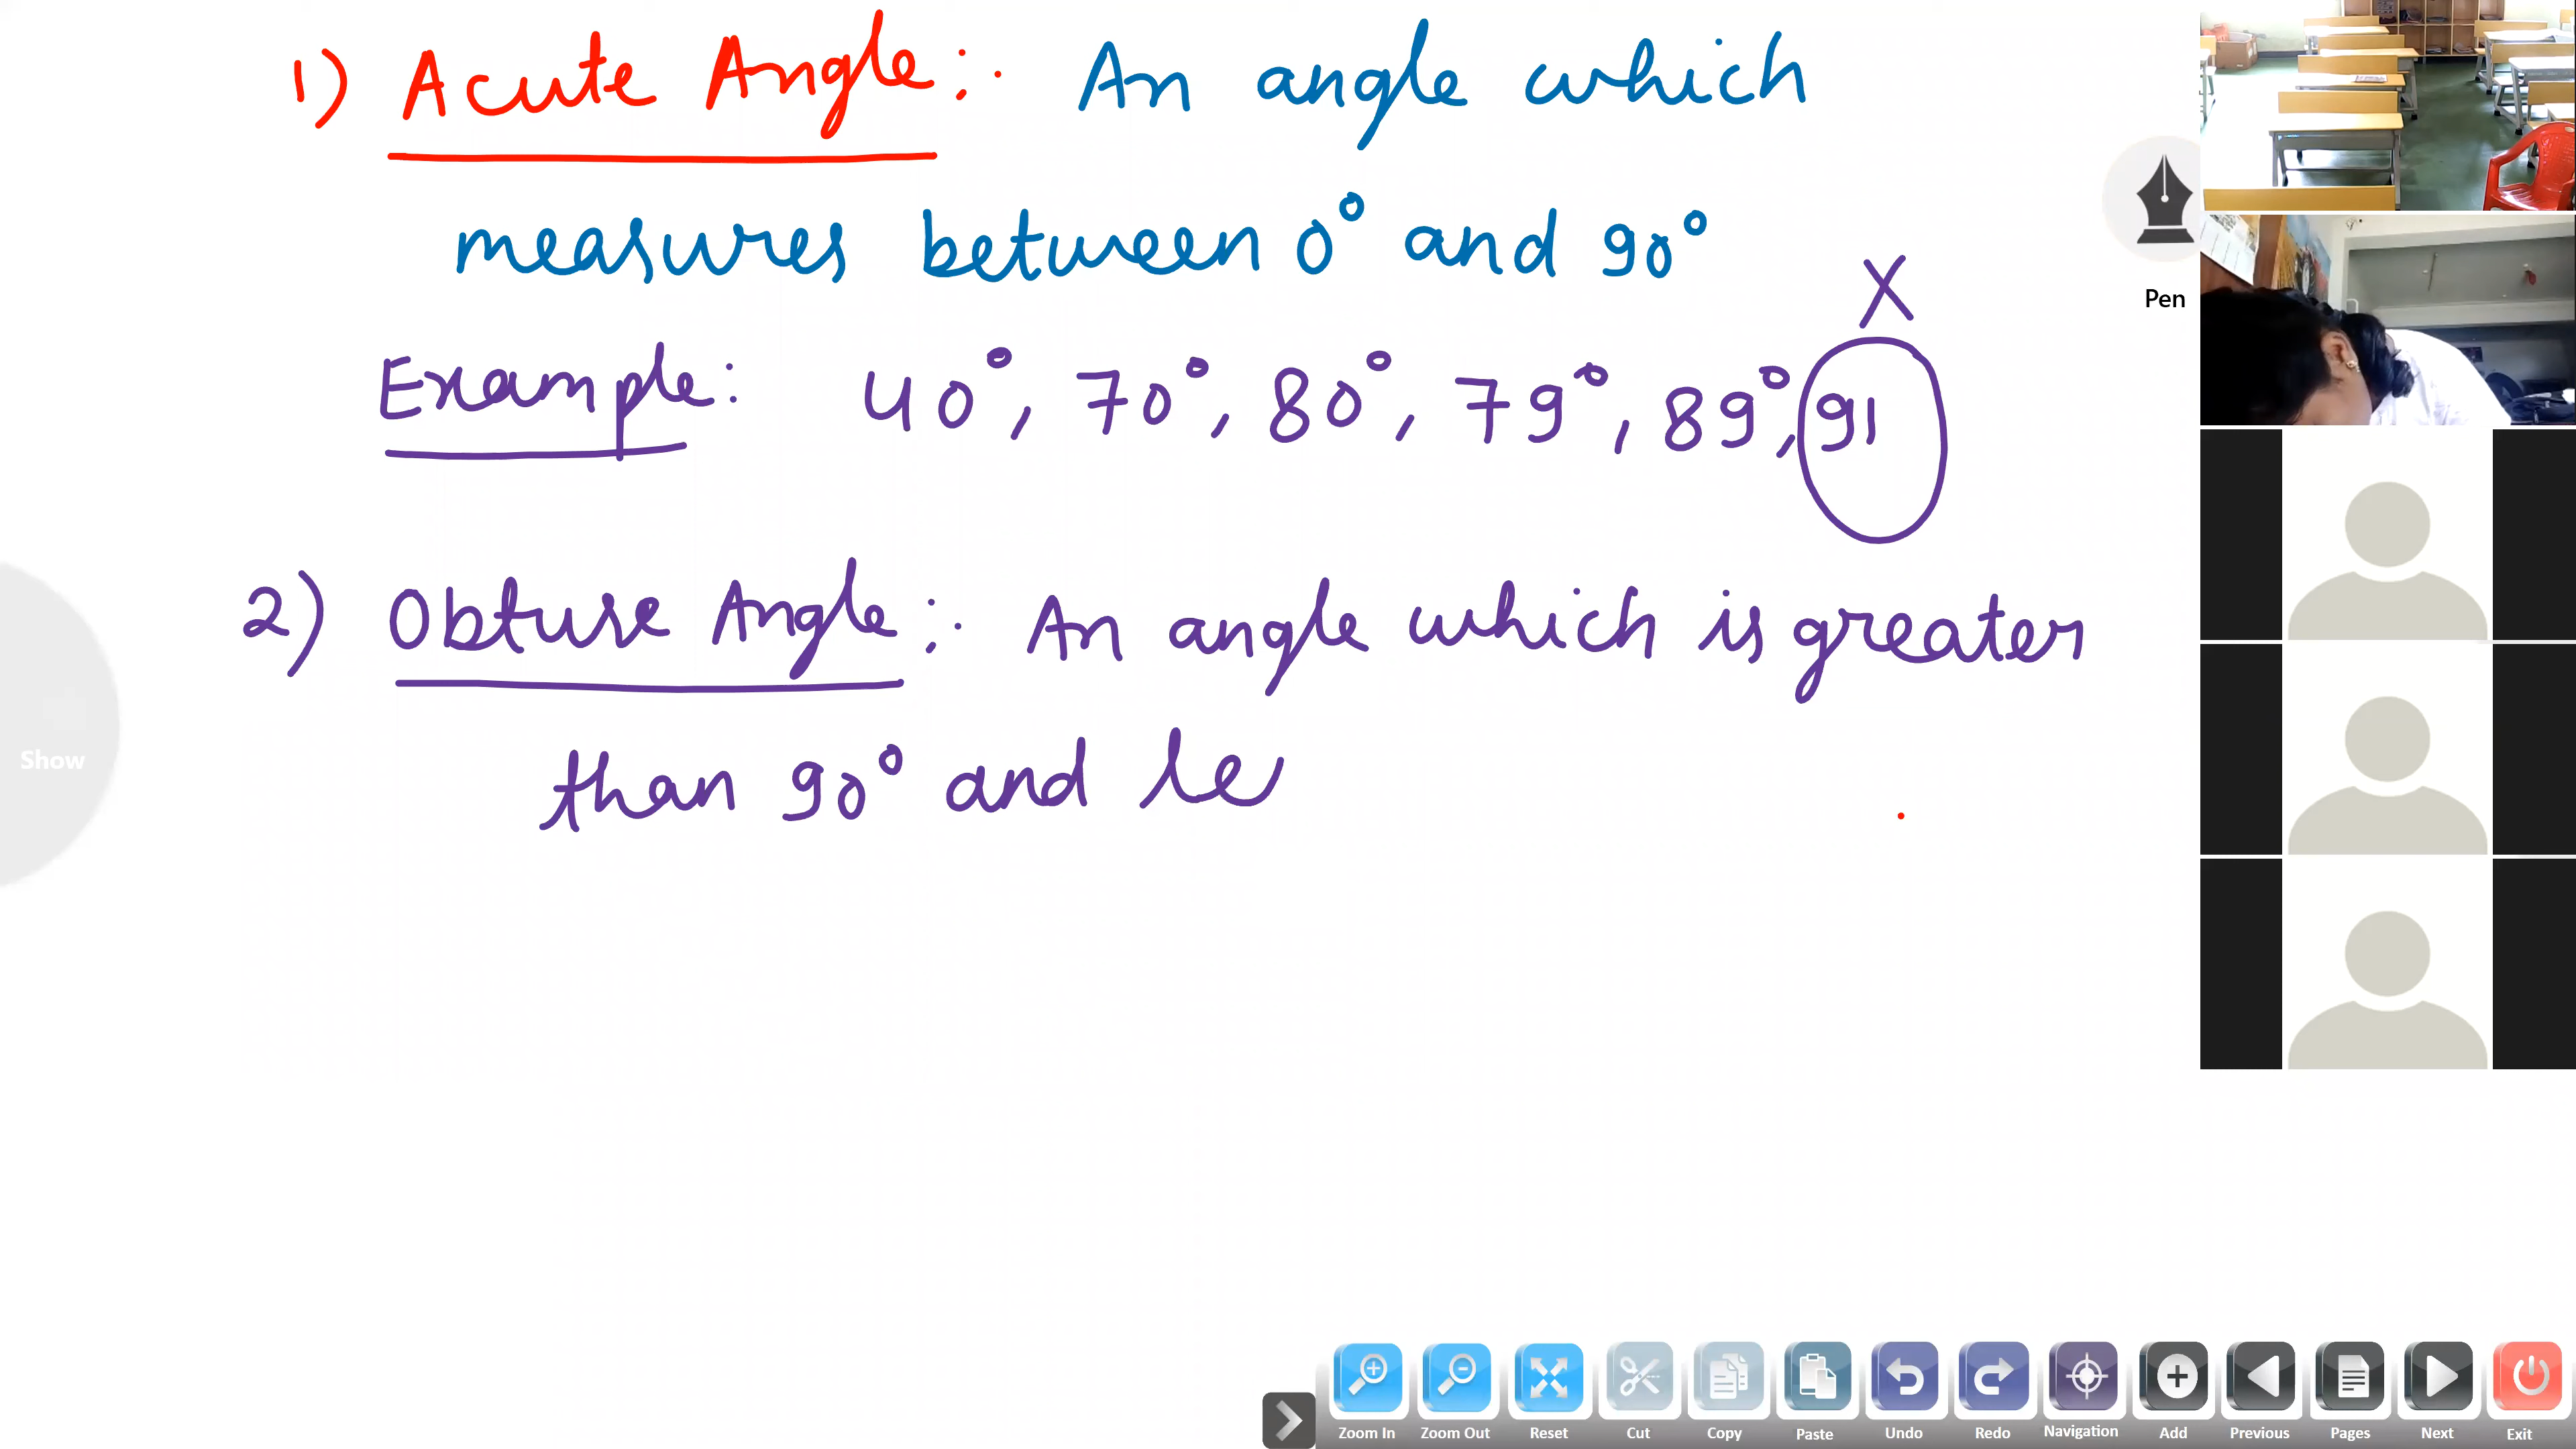 1) Acute Angle :· An angle which
measures between 0° and 90°
X
Example : 40°, 70°, 80°, 79°, 89°, 91
2) Obtuse Angle :· An angle which is greater
than 90° and le
Pen
Show
Zoom In Zoom Out Reset Cut Copy Paste Undo Redo Navigation Add Previous Pages Next Exit